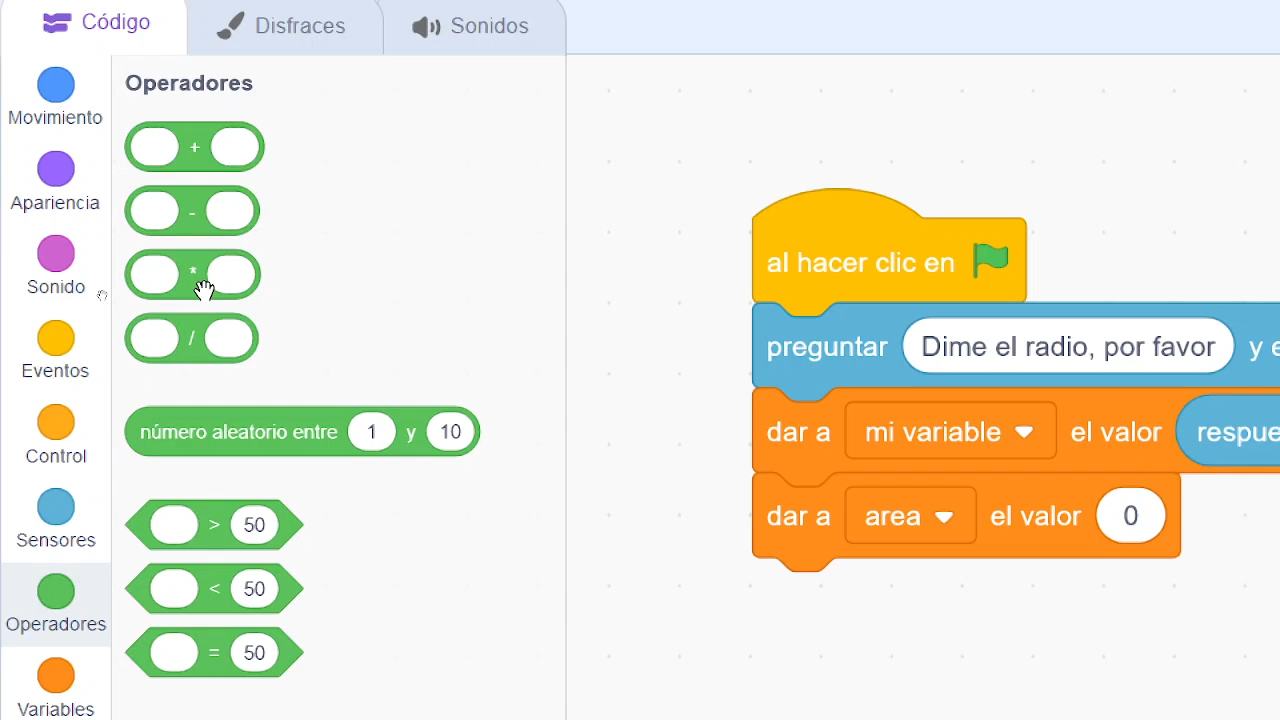 Código
Disfraces
Sonidos
Movimiento
Apariencia
Sonido
Eventos
Control
Sensores
Operadores
Variables
Operadores
+
-
*
/
número aleatorio entre 1 y 10
> 50
< 50
= 50
al hacer clic en
preguntar Dime el radio, por favor y e
dar a mi variable el valor respue
dar a area el valor 0